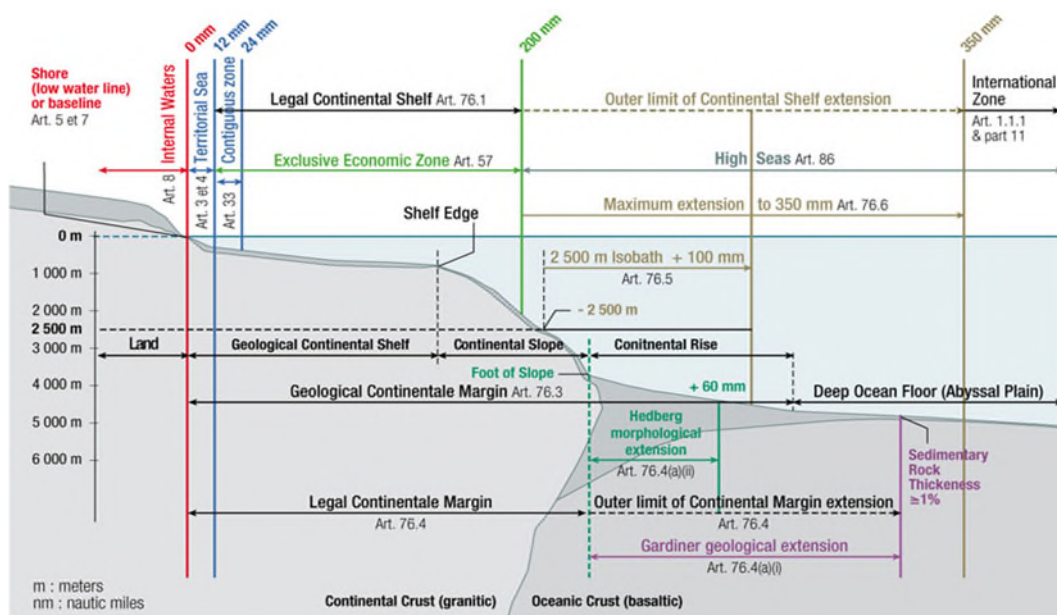 0 mm
12 mm
24 mm
200 mm
350 mm
Shore
(low water line)
or baseline
Art. 5 et 7
Internal Waters
Art. 8
Territorial Sea
Art. 3 et 4
Contiguous zone
Art. 33
Legal Continental Shelf Art. 76.1
Outer limit of Continental Shelf extension
International
Zone
Art. 1.1.1
& part 11
Exclusive Economic Zone Art. 57
High Seas Art. 86
Shelf Edge
Maximum extension to 350 mm Art. 76.6
0 m
1 000 m
2 000 m
2 500 m
3 000 m
4 000 m
5 000 m
6 000 m
2 500 m Isobath + 100 mm
Art. 76.5
- 2 500 m
Land
Geological Continental Shelf
Continental Slope
Conitnental Rise
Foot of Slope
+ 60 mm
Geological Continentale Margin Art. 76.3
Deep Ocean Floor (Abyssal Plain)
Hedberg
morphological
extension
Art. 76.4(a)(ii)
Sedimentary
Rock
Thickness
≥1%
Legal Continentale Margin
Art. 76.4
Outer limit of Continental Margin extension
Art. 76.4
Gardiner geological extension
Art. 76.4(a)(i)
m : meters
nm : nautic miles
Continental Crust (granitic)
Oceanic Crust (basaltic)